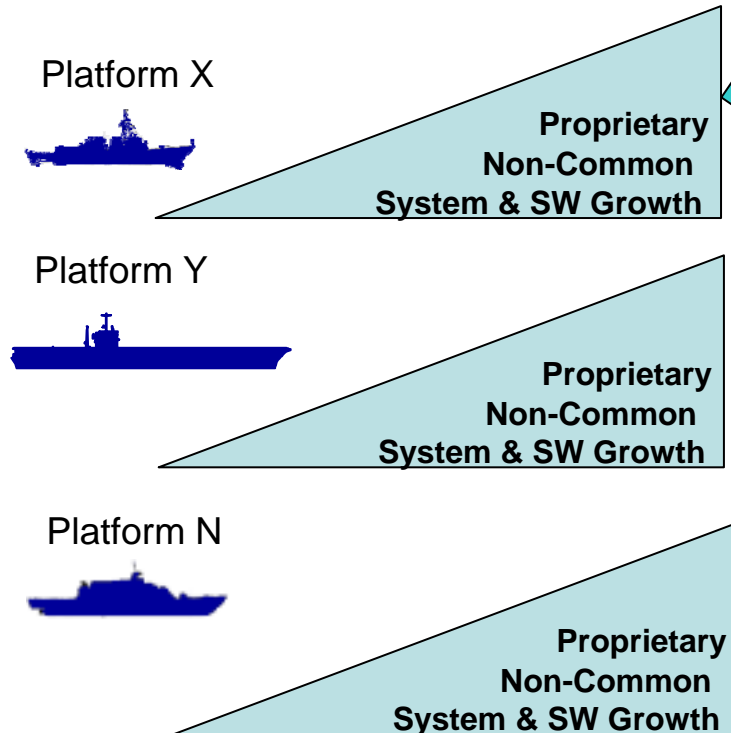 Platform X
Proprietary
Non-Common
System & SW Growth
Platform Y
Proprietary
Non-Common
System & SW Growth
Platform N
Proprietary
Non-Common
System & SW Growth